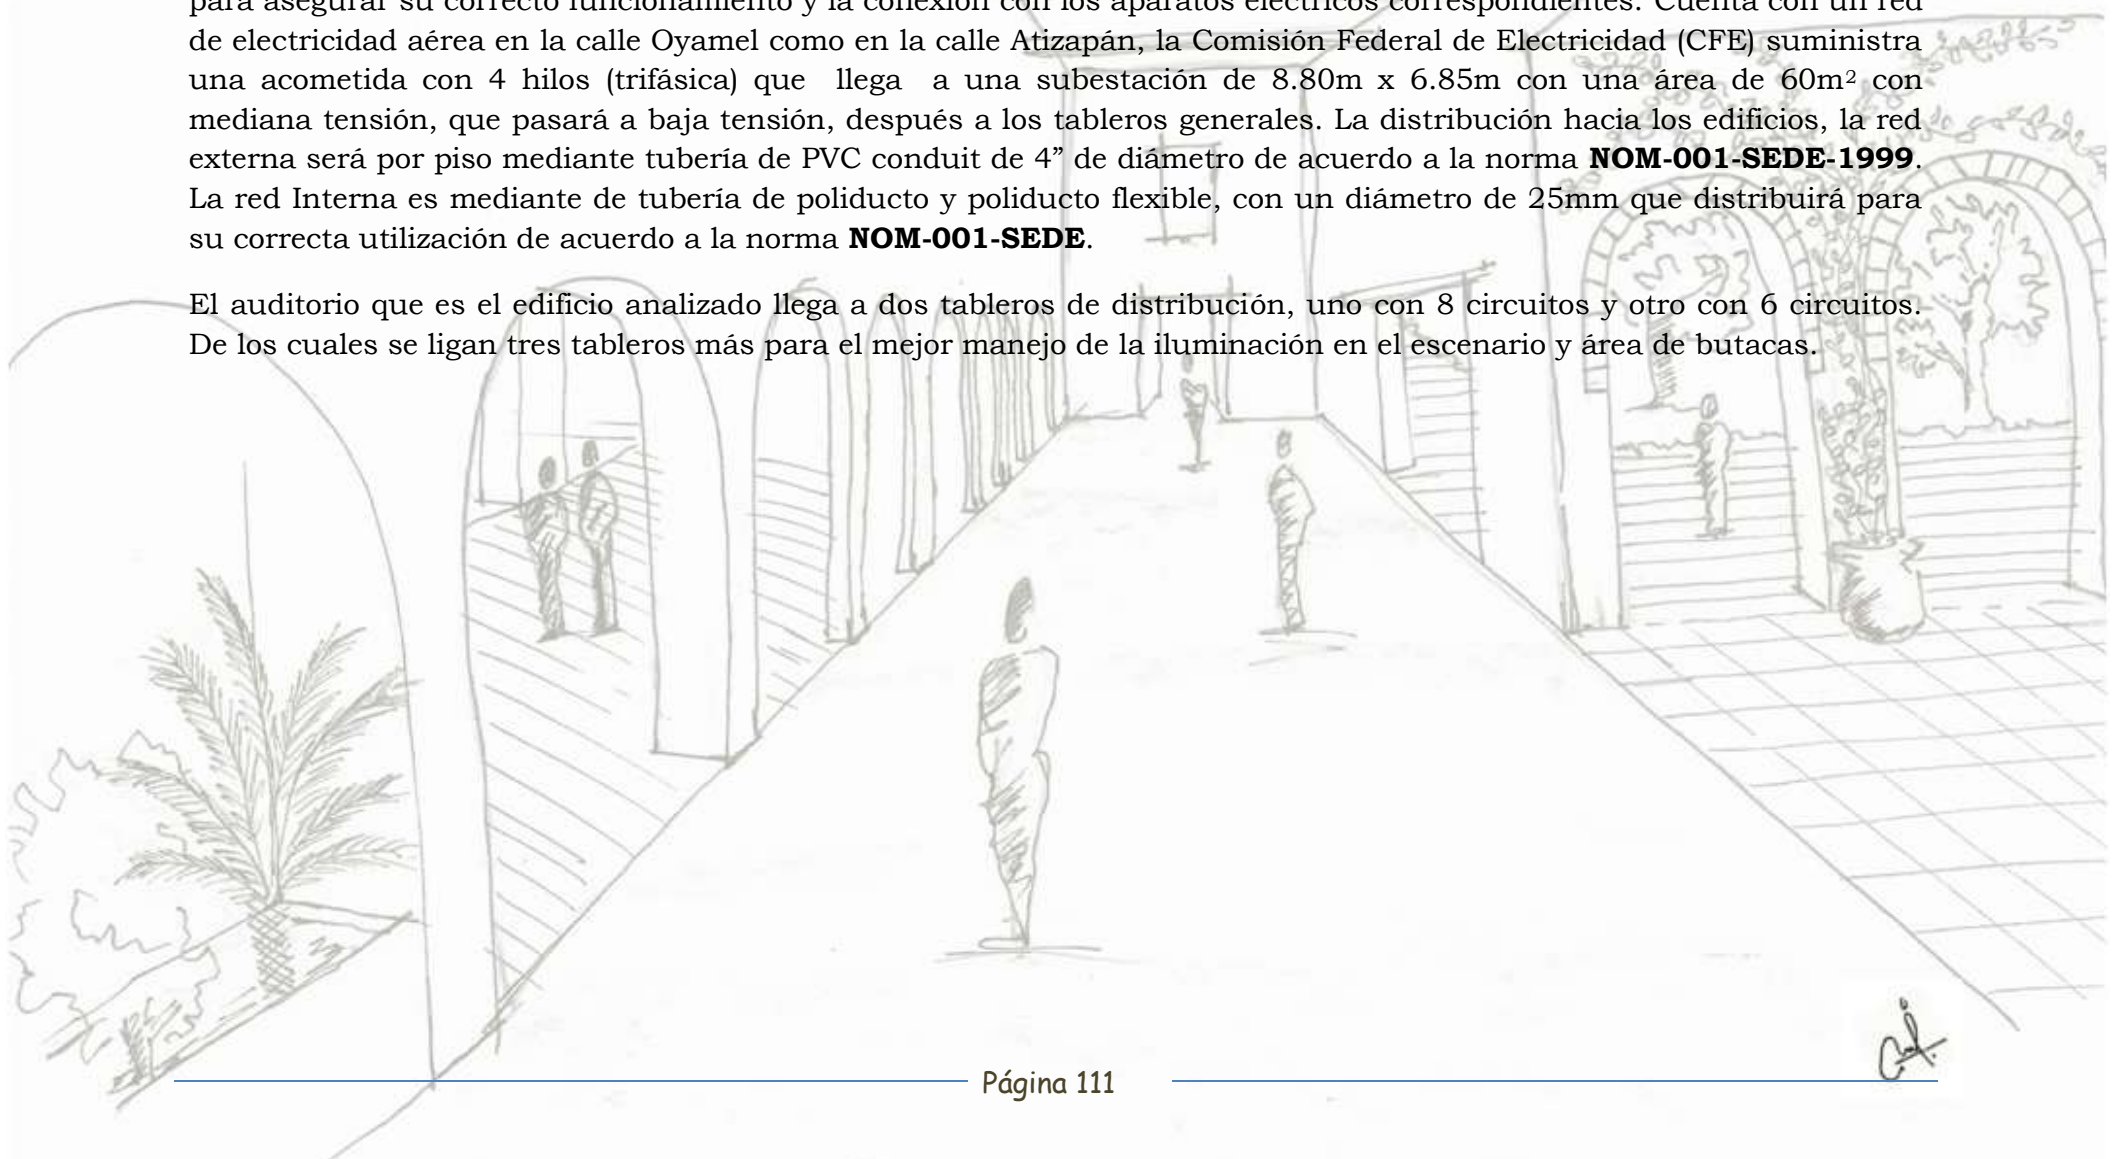 para asegurar su correcto funcionamiento y la conexión con los aparatos eléctricos correspondientes. Cuenta con un red
de electricidad aérea en la calle Oyamel como en la calle Atizapán, la Comisión Federal de Electricidad (CFE) suministra
una acometida con 4 hilos (trifásica) que llega a una subestación de 8.80m x 6.85m con una área de 60m² con
mediana tensión, que pasará a baja tensión, después a los tableros generales. La distribución hacia los edificios, la red
externa será por piso mediante tubería de PVC conduit de 4” de diámetro de acuerdo a la norma NOM-001-SEDE-1999.
La red Interna es mediante de tubería de poliducto y poliducto flexible, con un diámetro de 25mm que distribuirá para
su correcta utilización de acuerdo a la norma NOM-001-SEDE.
El auditorio que es el edificio analizado llega a dos tableros de distribución, uno con 8 circuitos y otro con 6 circuitos.
De los cuales se ligan tres tableros más para el mejor manejo de la iluminación en el escenario y área de butacas.
Página 111